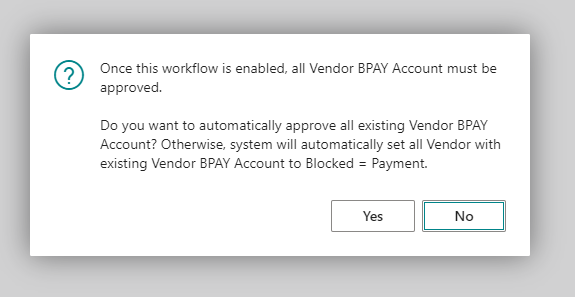 Once this workflow is enabled, all Vendor BPAY Account must be
approved.
Do you want to automatically approve all existing Vendor BPAY
Account? Otherwise, system will automatically set all Vendor with
existing Vendor BPAY Account to Blocked = Payment.
Yes No